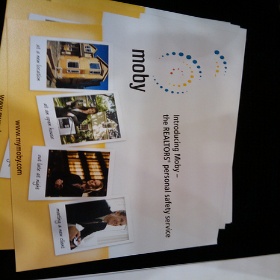 moby
Introducing Moby –
the REALTORS' personal safety service
at a new location
at an open house
out late at night
meeting a new client
www.mymoby.com